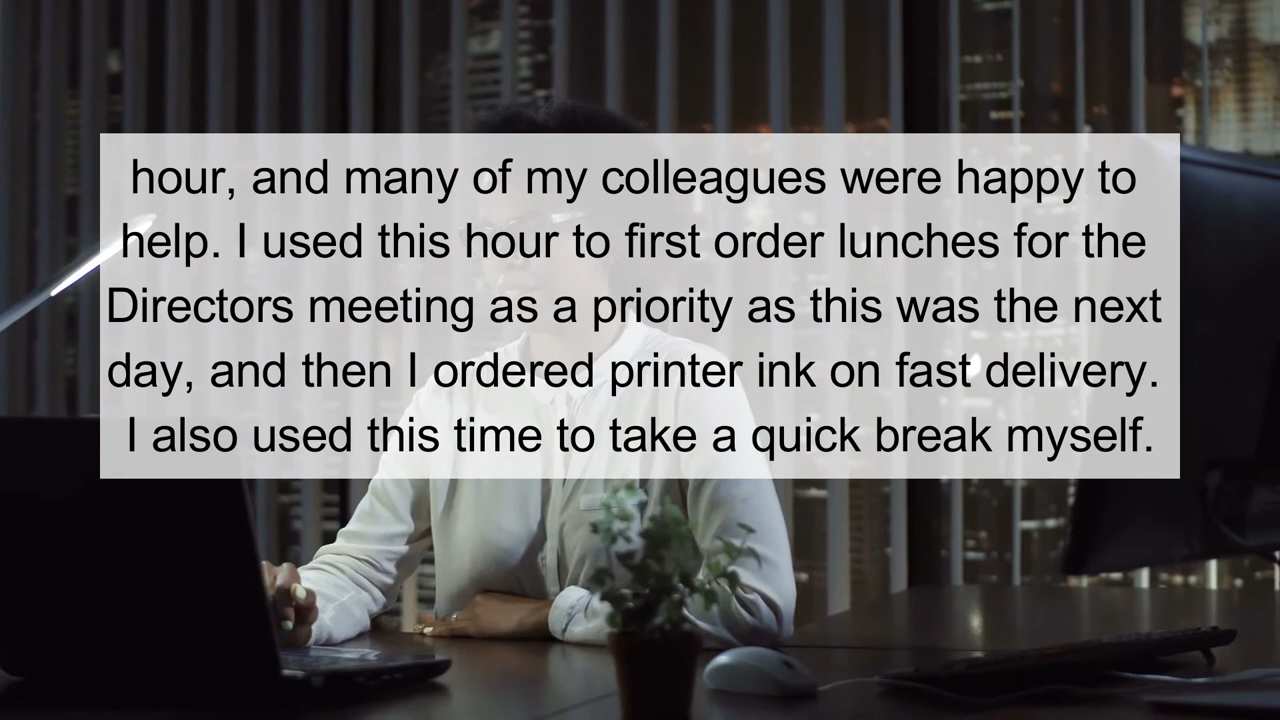 hour, and many of my colleagues were happy to
help. I used this hour to first order lunches for the
Directors meeting as a priority as this was the next
day, and then I ordered printer ink on fast delivery.
I also used this time to take a quick break myself.